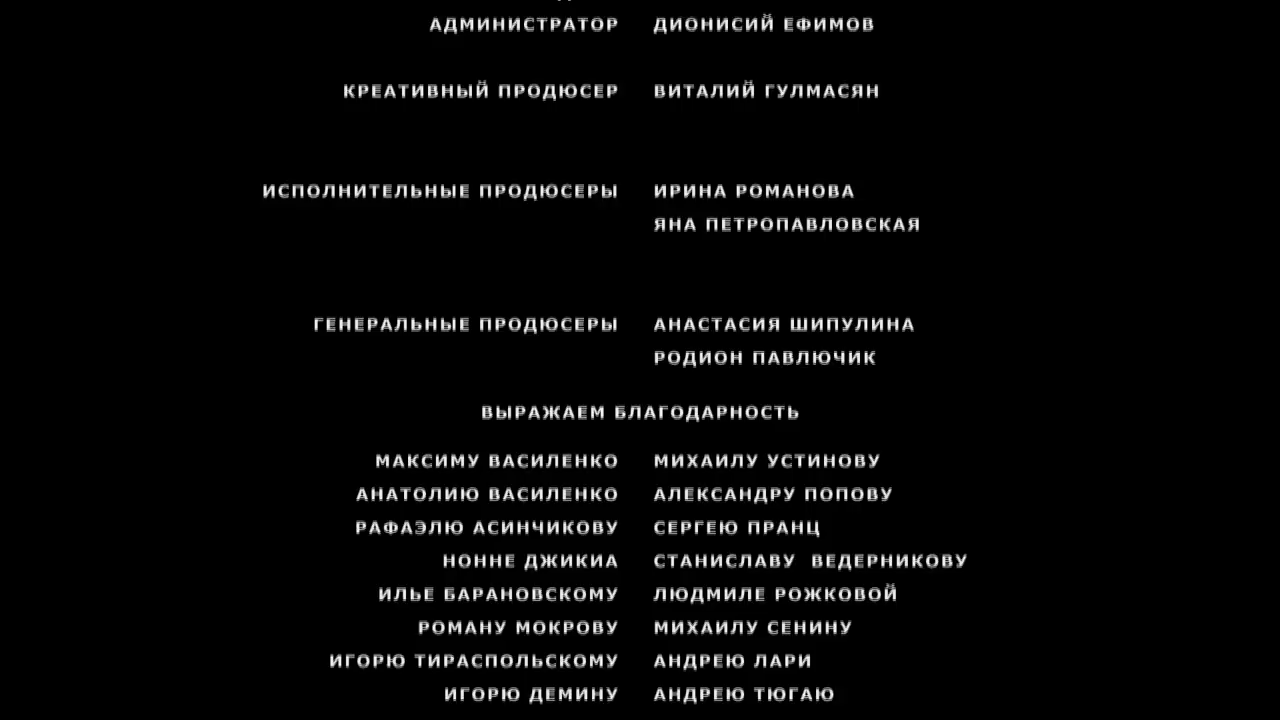 АДМИНИСТРАТОР ДИОНИСИЙ ЕФИМОВ
КРЕАТИВНЫЙ ПРОДЮСЕР ВИТАЛИЙ ГУЛМАСЯН
ИСПОЛНИТЕЛЬНЫЕ ПРОДЮСЕРЫ ИРИНА РОМАНОВА
ЯНА ПЕТРОПАВЛОВСКАЯ
ГЕНЕРАЛЬНЫЕ ПРОДЮСЕРЫ АНАСТАСИЯ ШИПУЛИНА
РОДИОН ПАВЛЮЧИК
ВЫРАЖАЕМ БЛАГОДАРНОСТЬ
МАКСИМУ ВАСИЛЕНКО МИХАИЛУ УСТИНОВУ
АНАТОЛИЮ ВАСИЛЕНКО АЛЕКСАНДРУ ПОПОВУ
РАФАЭЛЮ АСИНЧИКОВУ СЕРГЕЮ ПРАНЦ
НОННЕ ДЖИКИА СТАНИСЛАВУ ВЕДЕРНИКОВУ
ИЛЬЕ БАРАНОВСКОМУ ЛЮДМИЛЕ РОЖКОВОЙ
РОМАНУ МОКРОВУ МИХАИЛУ СЕНИНУ
ИГОРЮ ТИРАСПОЛЬСКОМУ АНДРЕЮ ЛАРИ
ИГОРЮ ДЕМИНУ АНДРЕЮ ТЮГАЮ